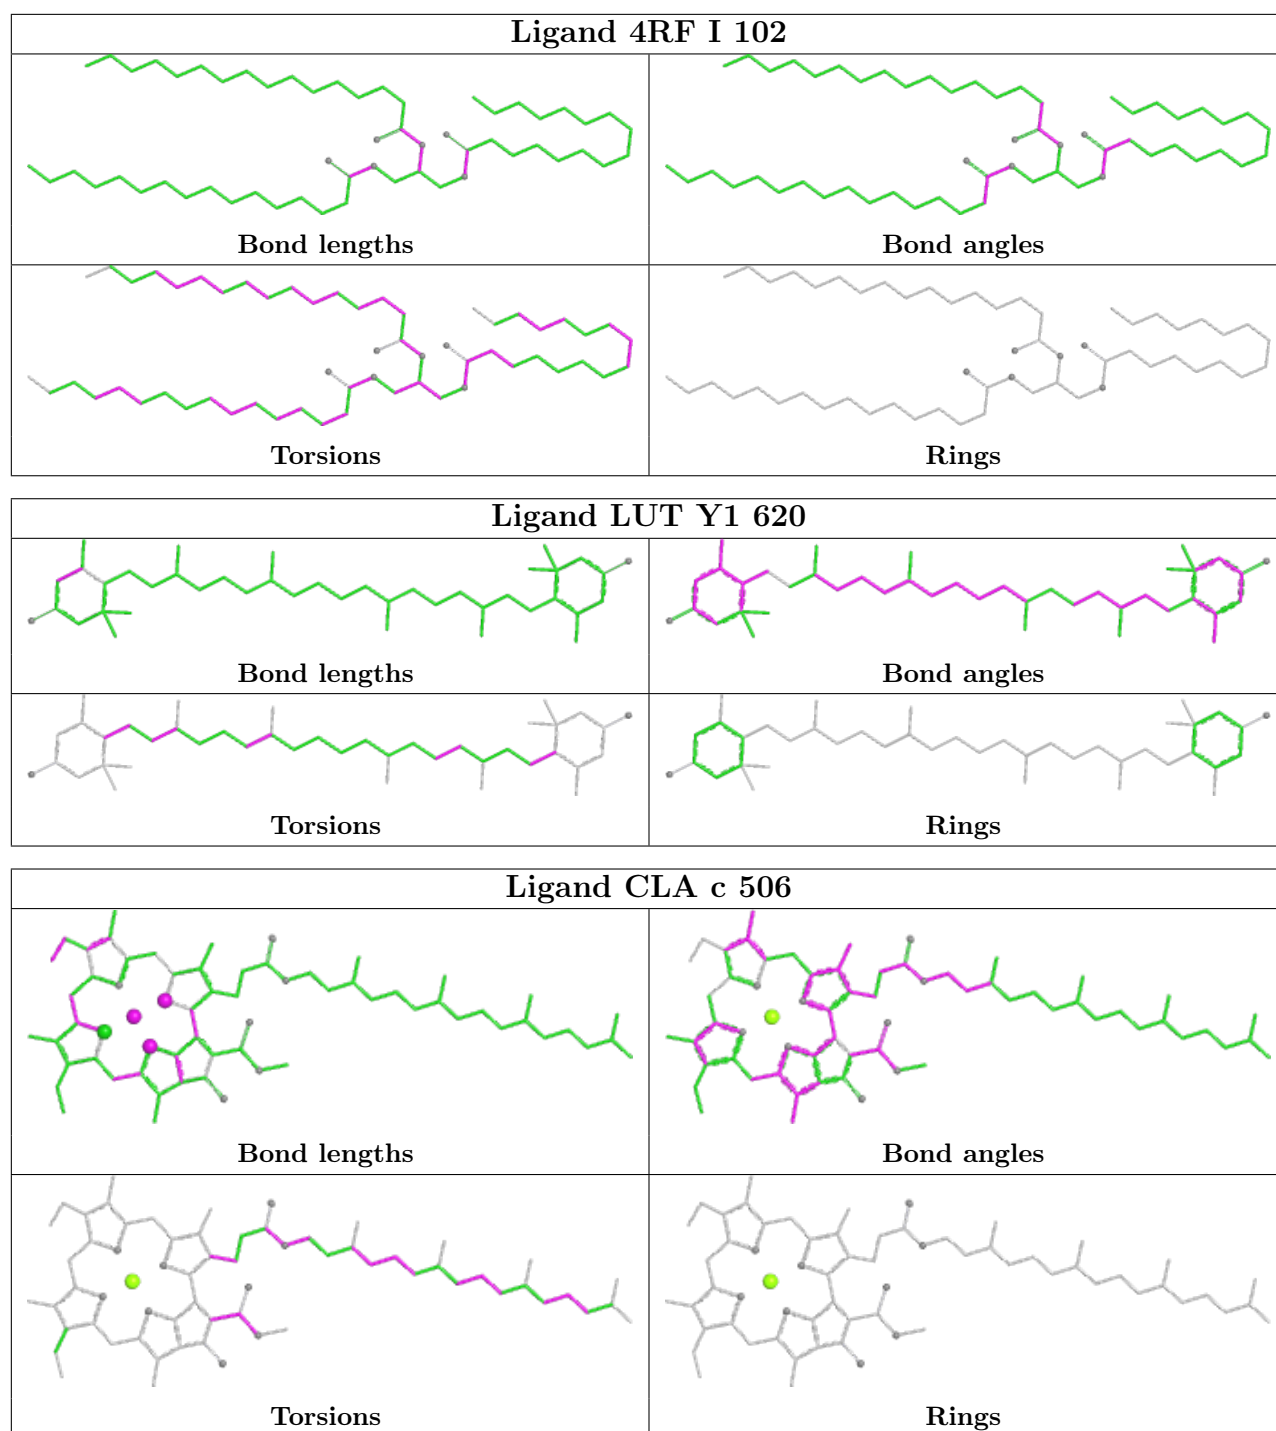 Ligand 4RF I 102
Bond lengths
Bond angles
Torsions
Rings
Ligand LUT Y1 620
Bond lengths
Bond angles
Torsions
Rings
Ligand CLA c 506
Bond lengths
Bond angles
Torsions
Rings